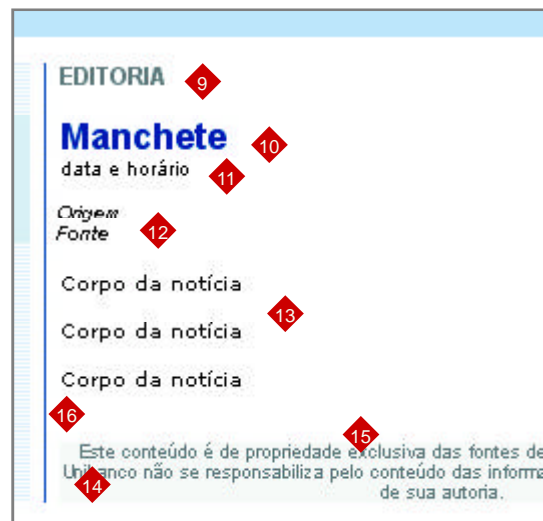 EDITORIA 9
Manchete 10
data e horário 11
Origem
Fonte 12
Corpo da notícia
13
Corpo da notícia
Corpo da notícia
16
15
Este conteúdo é de propriedade exclusiva das fontes de
Unibanco não se responsabiliza pelo conteúdo das informa
14
de sua autoria.